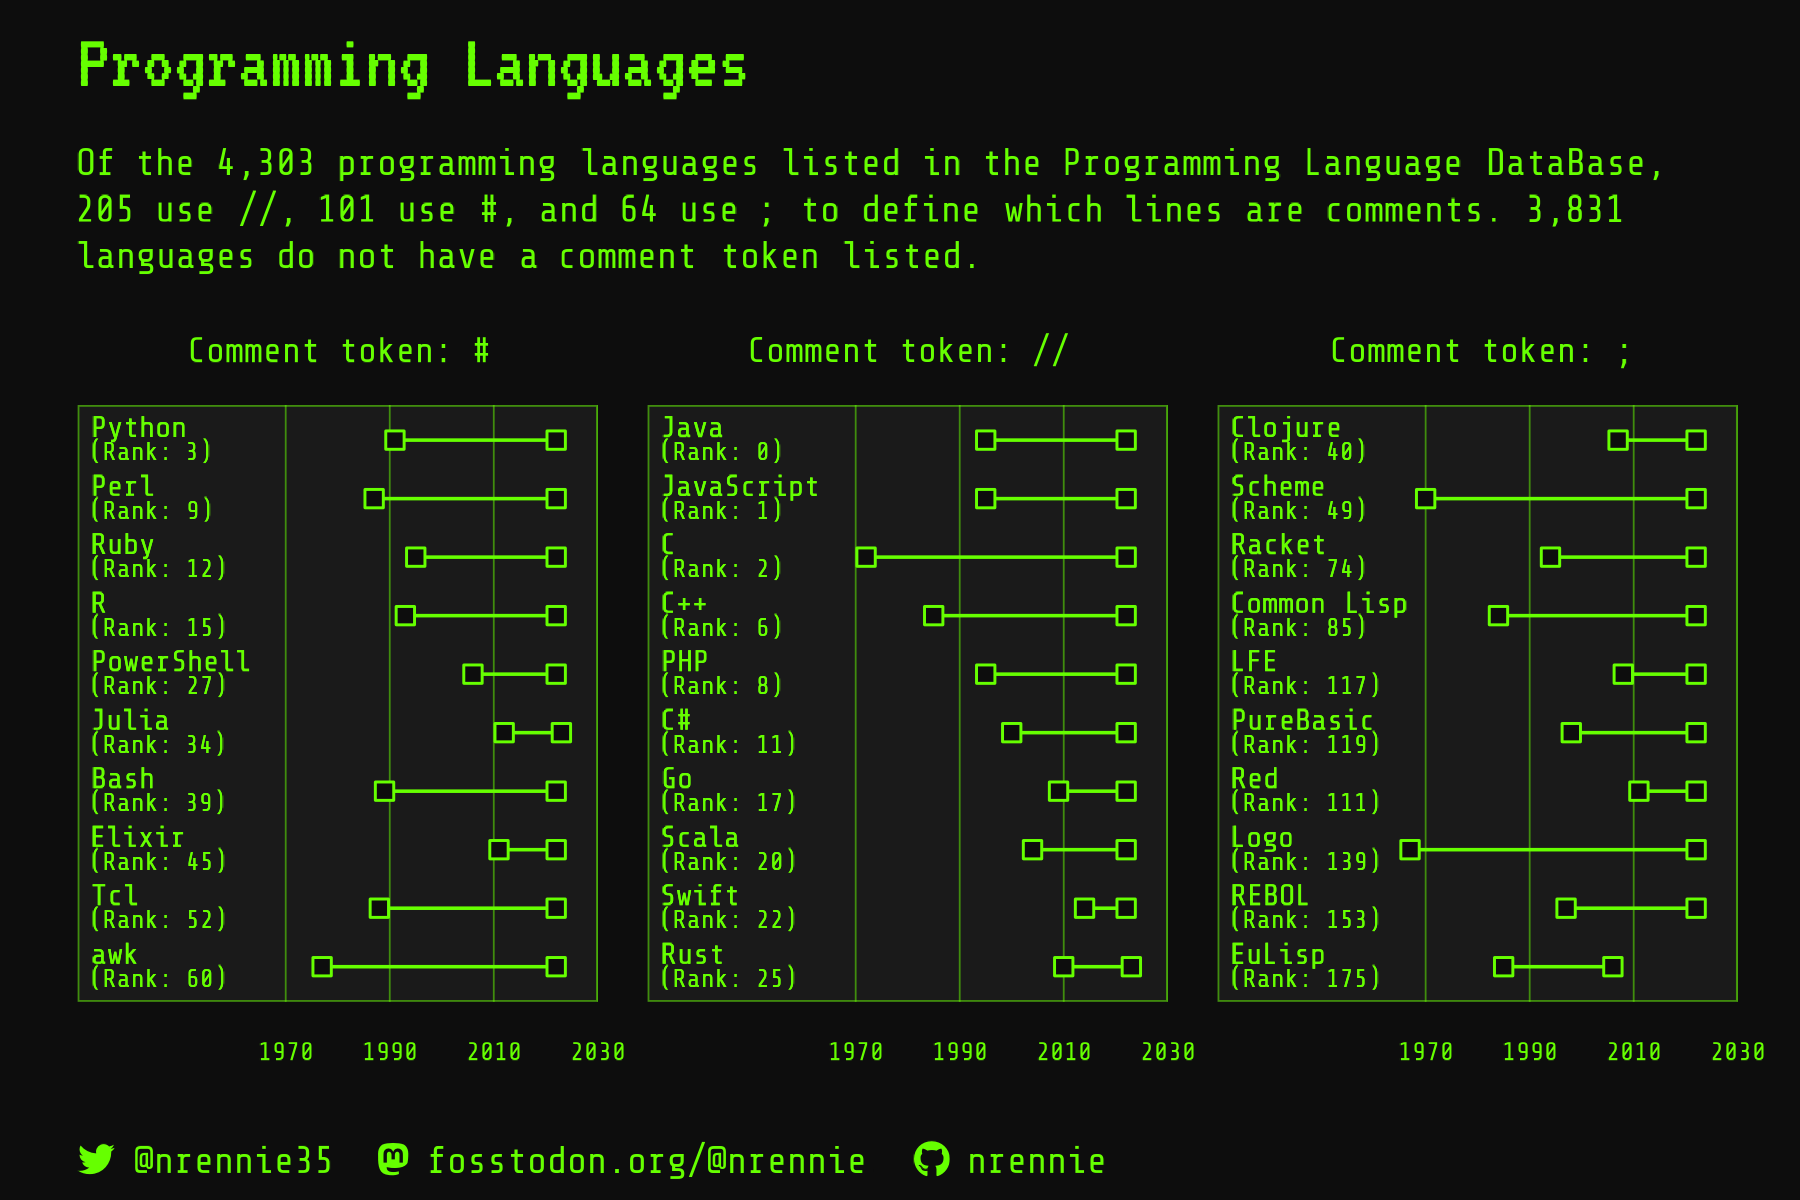 Programming Languages
Of the 4,303 programming languages listed in the Programming Language DataBase,
205 use //, 101 use #, and 64 use ; to define which lines are comments. 3,831
languages do not have a comment token listed.
Comment token: #
Python
(Rank: 3)
Perl
(Rank: 9)
Ruby
(Rank: 12)
R
(Rank: 15)
PowerShell
(Rank: 27)
Julia
(Rank: 34)
Bash
(Rank: 39)
Elixir
(Rank: 45)
Tcl
(Rank: 52)
awk
(Rank: 60)
1970 1990 2010 2030
Comment token: //
Java
(Rank: 0)
JavaScript
(Rank: 1)
C
(Rank: 2)
C++
(Rank: 6)
PHP
(Rank: 8)
C#
(Rank: 11)
Go
(Rank: 17)
Scala
(Rank: 20)
Swift
(Rank: 22)
Rust
(Rank: 25)
1970 1990 2010 2030
Comment token: ;
Clojure
(Rank: 40)
Scheme
(Rank: 49)
Racket
(Rank: 74)
Common Lisp
(Rank: 85)
LFE
(Rank: 117)
PureBasic
(Rank: 119)
Red
(Rank: 111)
Logo
(Rank: 139)
REBOL
(Rank: 153)
EuLisp
(Rank: 175)
1970 1990 2010 2030
@nrennie35 fosstodon.org/@nrennie nrennie